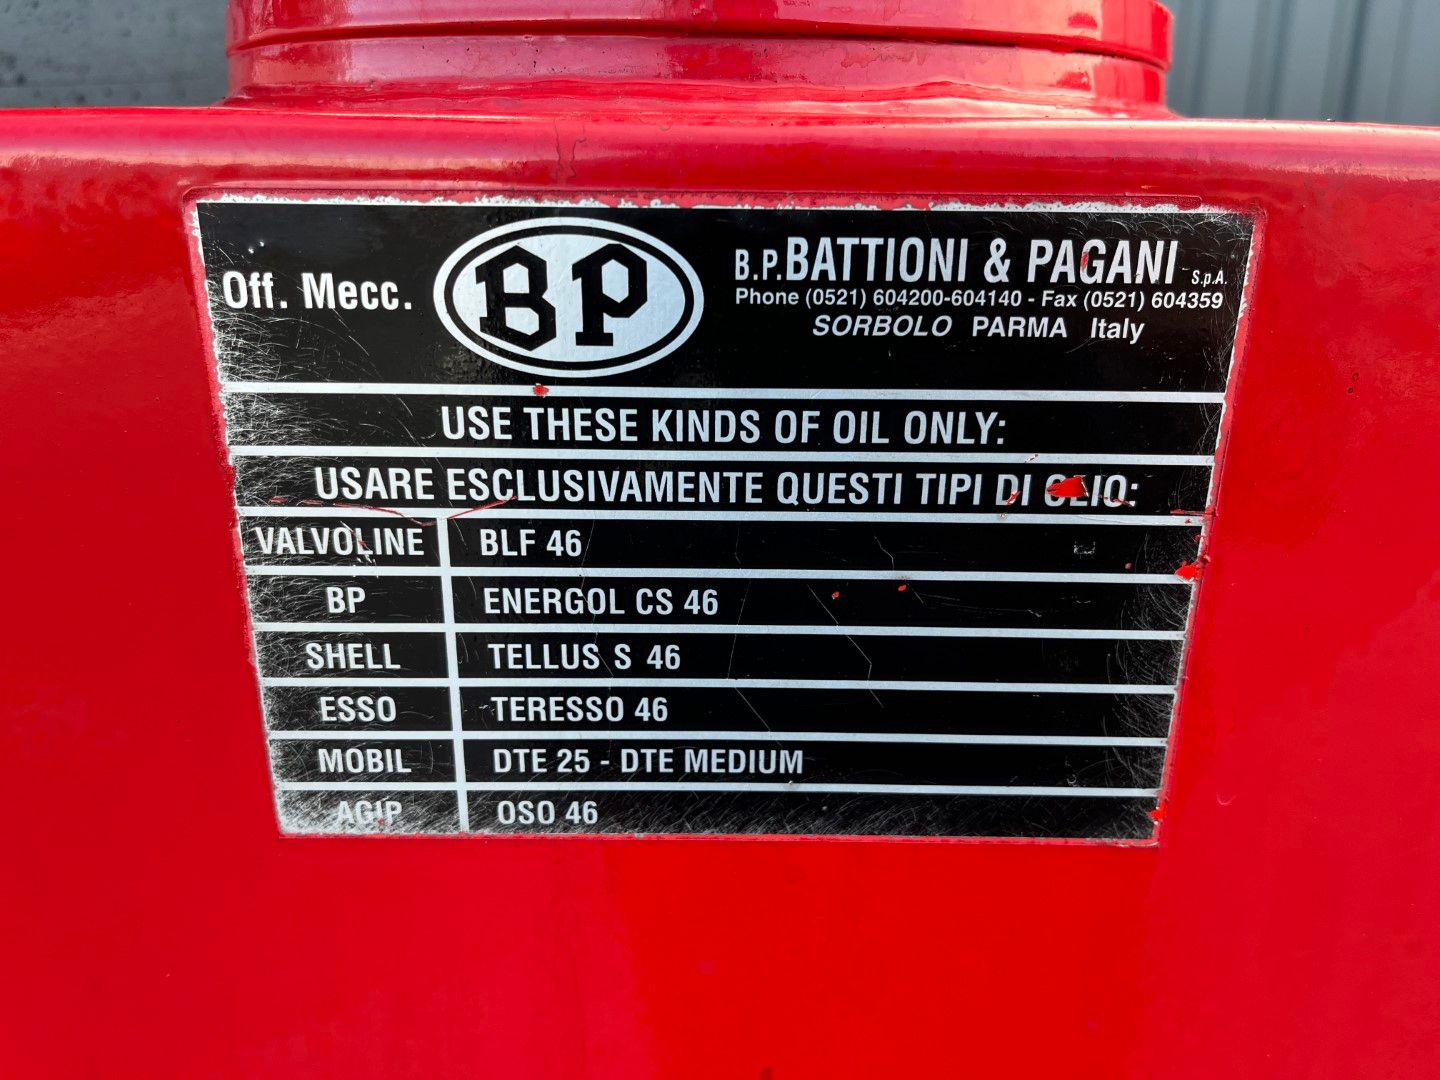 Off. Mecc.
BP
B.P. BATTIONI & PAGANI S.p.A.
Phone (0521) 604200-604140 - Fax (0521) 604359
SORBOLO PARMA Italy
USE THESE KINDS OF OIL ONLY:
USARE ESCLUSIVAMENTE QUESTI TIPI DI OLIO:
VALVOLINE BLF 46
BP ENERGOL CS 46
SHELL TELLUS S 46
ESSO TERESSO 46
MOBIL DTE 25 - DTE MEDIUM
AGIP OSO 46